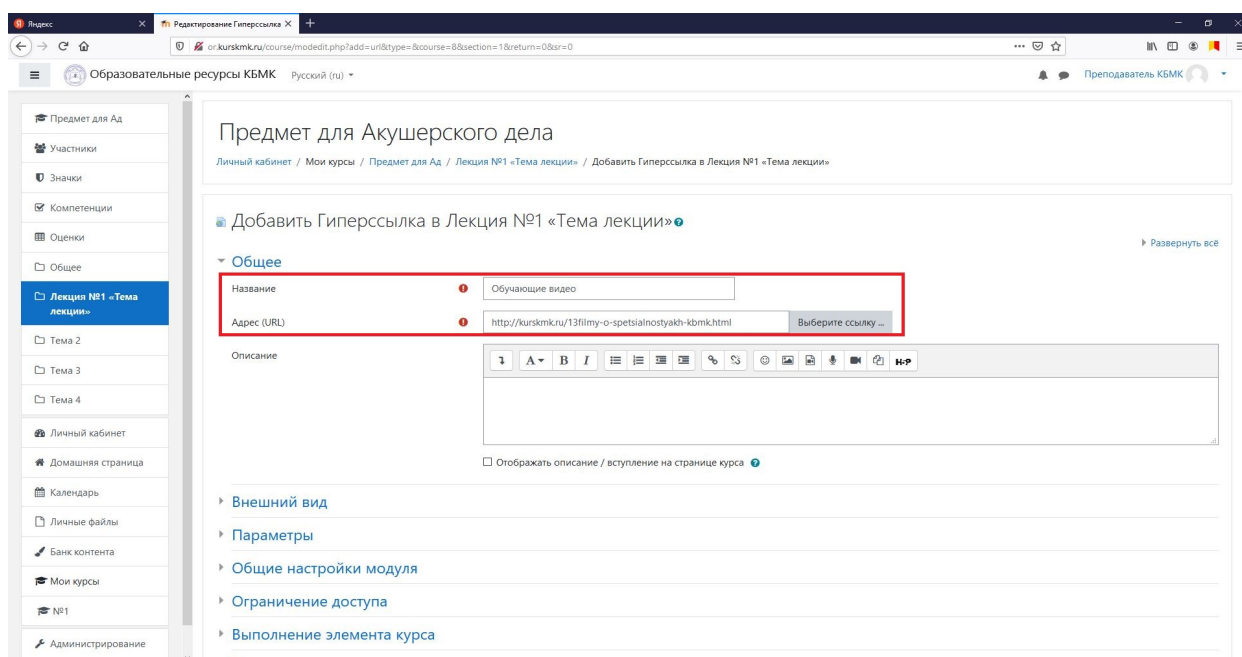 Яндекс
Редактирование Гиперссылка
or.kurskmk.ru/course/modedit.php?add=url&type=&course=8&section=1&return=0&sr=0
Образовательные ресурсы КБМК Русский (ru)
Преподаватель КБМК
Предмет для Ад
Участники
Значки
Компетенции
Оценки
Общее
Лекция №1 «Тема
лекции»
Тема 2
Тема 3
Тема 4
Личный кабинет
Домашняя страница
Календарь
Личные файлы
Банк контента
Мои курсы
№1
Администрирование
Предмет для Акушерского дела
Личный кабинет / Мои курсы / Предмет для Ад / Лекция №1 «Тема лекции» / Добавить Гиперссылка в Лекция №1 «Тема лекции»
Добавить Гиперссылка в Лекция №1 «Тема лекции»
Развернуть всё
Общее
Название
Обучающие видео
Адрес (URL)
http://kurskmk.ru/13filmy-o-spetsialnostyakh-kbmk.html Выберите ссылку ...
Описание
A B I H-P
Отображать описание / вступление на странице курса
Внешний вид
Параметры
Общие настройки модуля
Ограничение доступа
Выполнение элемента курса